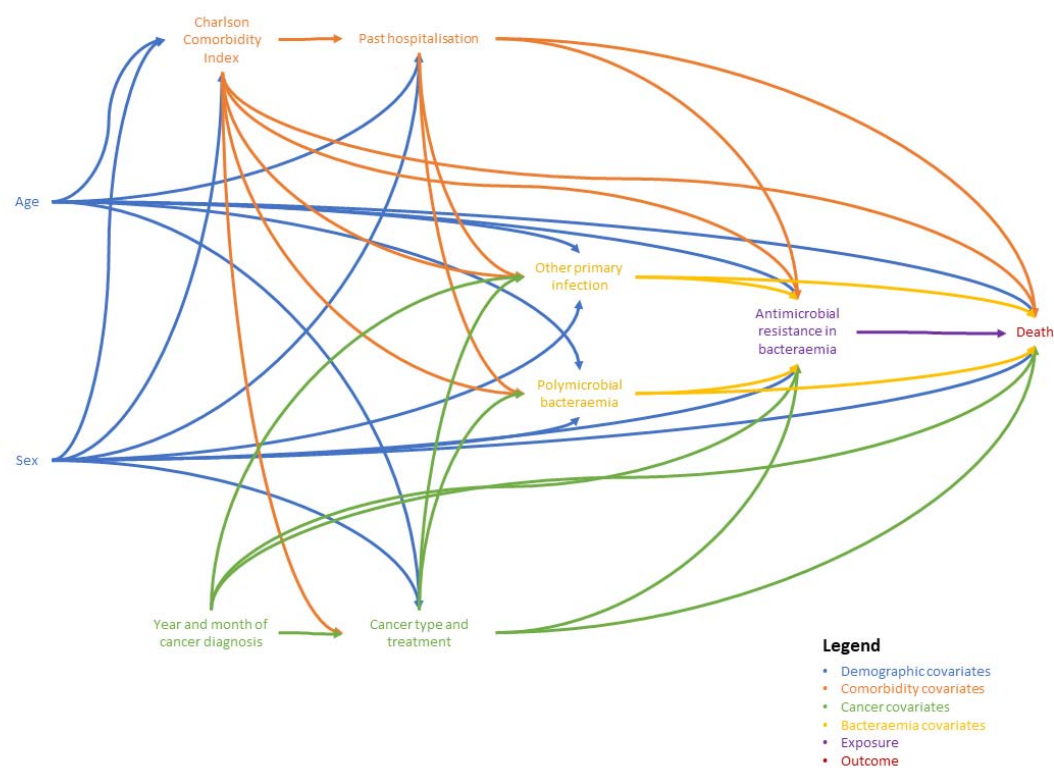 Charlson
Comorbidity
Index
Past hospitalisation
Age
Other primary
infection
Antimicrobial
resistance in
bacteraemia
Death
Polymicrobial
bacteraemia
Sex
Year and month of
cancer diagnosis
Cancer type and
treatment
Legend
• Demographic covariates
• Comorbidity covariates
• Cancer covariates
• Bacteraemia covariates
• Exposure
• Outcome